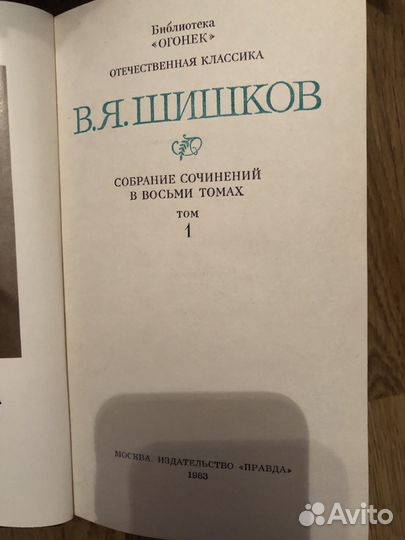 Библиотека
«ОГОНЕК»
ОТЕЧЕСТВЕННАЯ КЛАССИКА
В.Я.ШИШКОВ
СОБРАНИЕ СОЧИНЕНИЙ
В ВОСЬМИ ТОМАХ
ТОМ
1
МОСКВА ИЗДАТЕЛЬСТВО «ПРАВДА»
1983
Avito